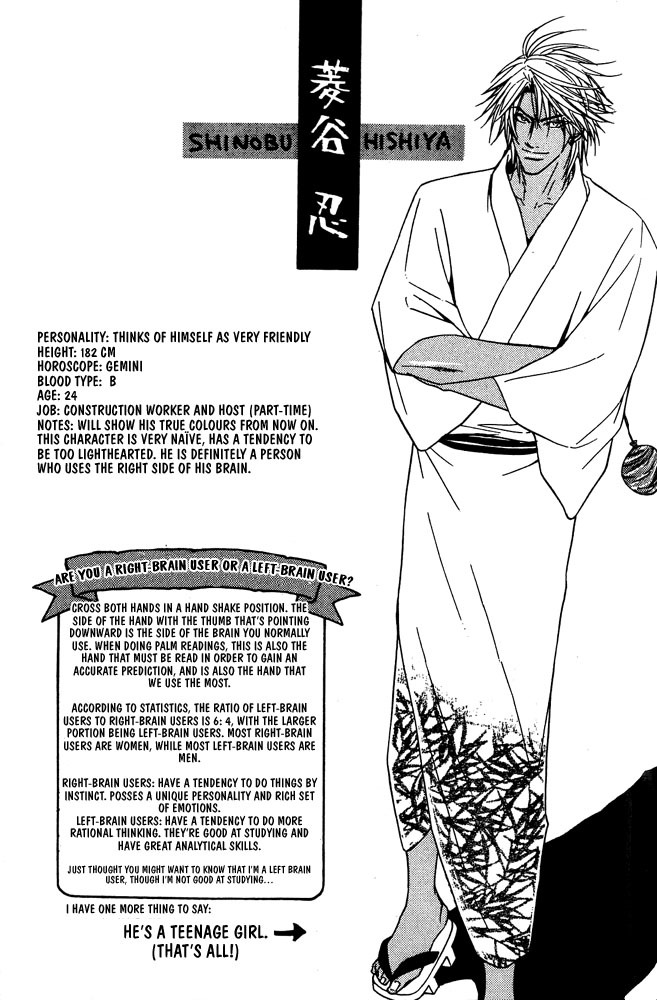 菱谷 忍
SHINOBU HISHIYA
PERSONALITY: THINKS OF HIMSELF AS VERY FRIENDLY
HEIGHT: 182 CM
HOROSCOPE: GEMINI
BLOOD TYPE: B
AGE: 24
JOB: CONSTRUCTION WORKER AND HOST (PART-TIME)
NOTES: WILL SHOW HIS TRUE COLOURS FROM NOW ON.
THIS CHARACTER IS VERY NAÏVE, HAS A TENDENCY TO
BE TOO LIGHTHEARTED. HE IS DEFINITELY A PERSON
WHO USES THE RIGHT SIDE OF HIS BRAIN.
ARE YOU A RIGHT-BRAIN USER OR A LEFT-BRAIN USER?
CROSS BOTH HANDS IN A HAND SHAKE POSITION. THE
SIDE OF THE HAND WITH THE THUMB THAT'S POINTING
DOWNWARD IS THE SIDE OF THE BRAIN YOU NORMALLY
USE. WHEN DOING PALM READINGS, THIS IS ALSO THE
HAND THAT MUST BE READ IN ORDER TO GAIN AN
ACCURATE PREDICTION, AND IS ALSO THE HAND THAT
WE USE THE MOST.
ACCORDING TO STATISTICS, THE RATIO OF LEFT-BRAIN
USERS TO RIGHT-BRAIN USERS IS 6: 4, WITH THE LARGER
PORTION BEING LEFT-BRAIN USERS. MOST RIGHT-BRAIN
USERS ARE WOMEN, WHILE MOST LEFT-BRAIN USERS ARE
MEN.
RIGHT-BRAIN USERS: HAVE A TENDENCY TO DO THINGS BY
INSTINCT. POSSES A UNIQUE PERSONALITY AND RICH SET
OF EMOTIONS.
LEFT-BRAIN USERS: HAVE A TENDENCY TO DO MORE
RATIONAL THINKING. THEY'RE GOOD AT STUDYING AND
HAVE GREAT ANALYTICAL SKILLS.
JUST THOUGHT YOU MIGHT WANT TO KNOW THAT I'M A LEFT BRAIN
USER, THOUGH I'M NOT GOOD AT STUDYING...
I HAVE ONE MORE THING TO SAY:
HE'S A TEENAGE GIRL.
(THAT'S ALL!)